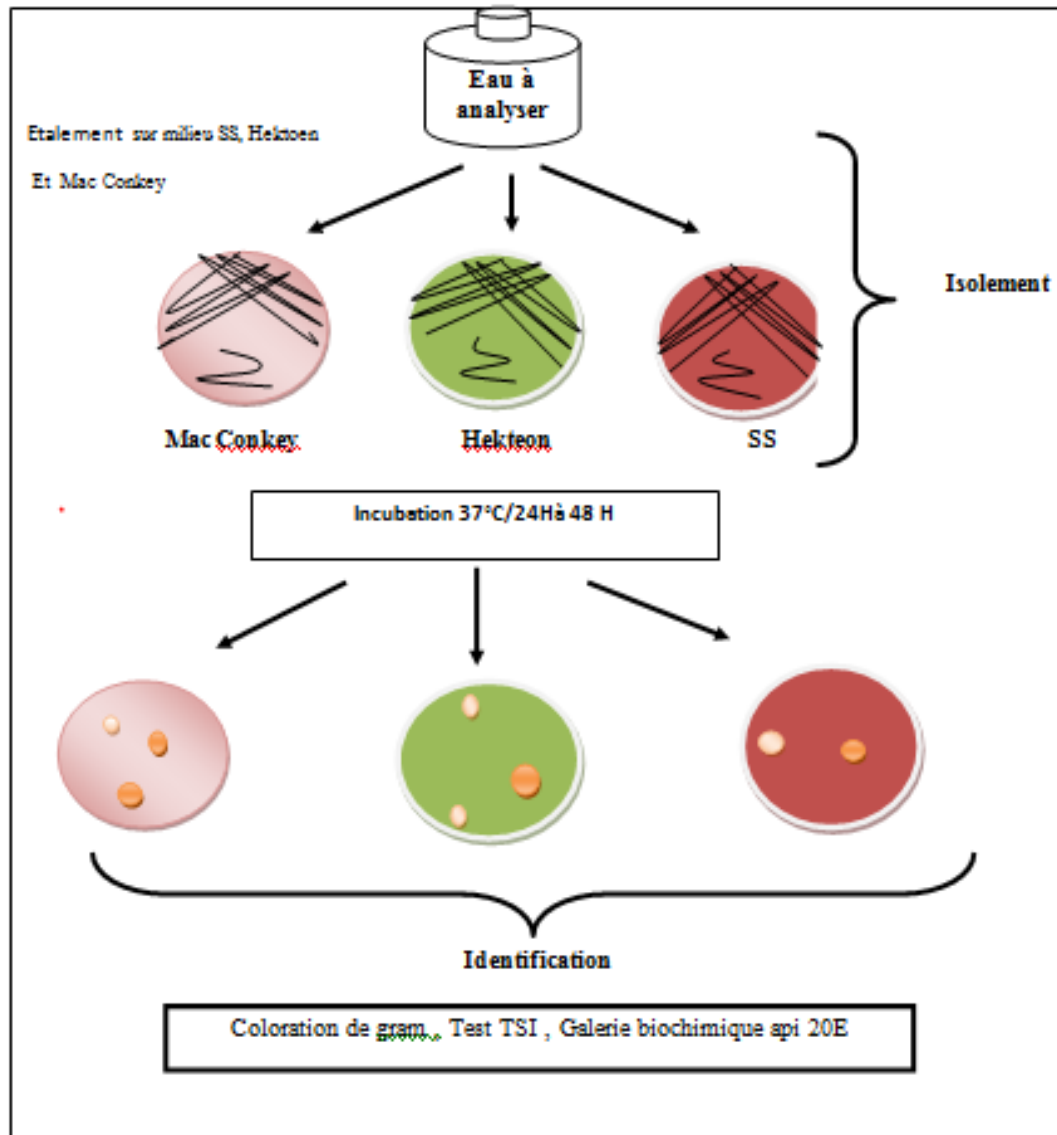 Eau à
analyser
Etalement sur milieu SS, Hektoen
Et Mac Conkey
Isolement
Mac Conkey
Hekteon
SS
Incubation 37°C/24Hà 48 H
Identification
Coloration de gram , Test TSI , Galerie biochimique api 20E